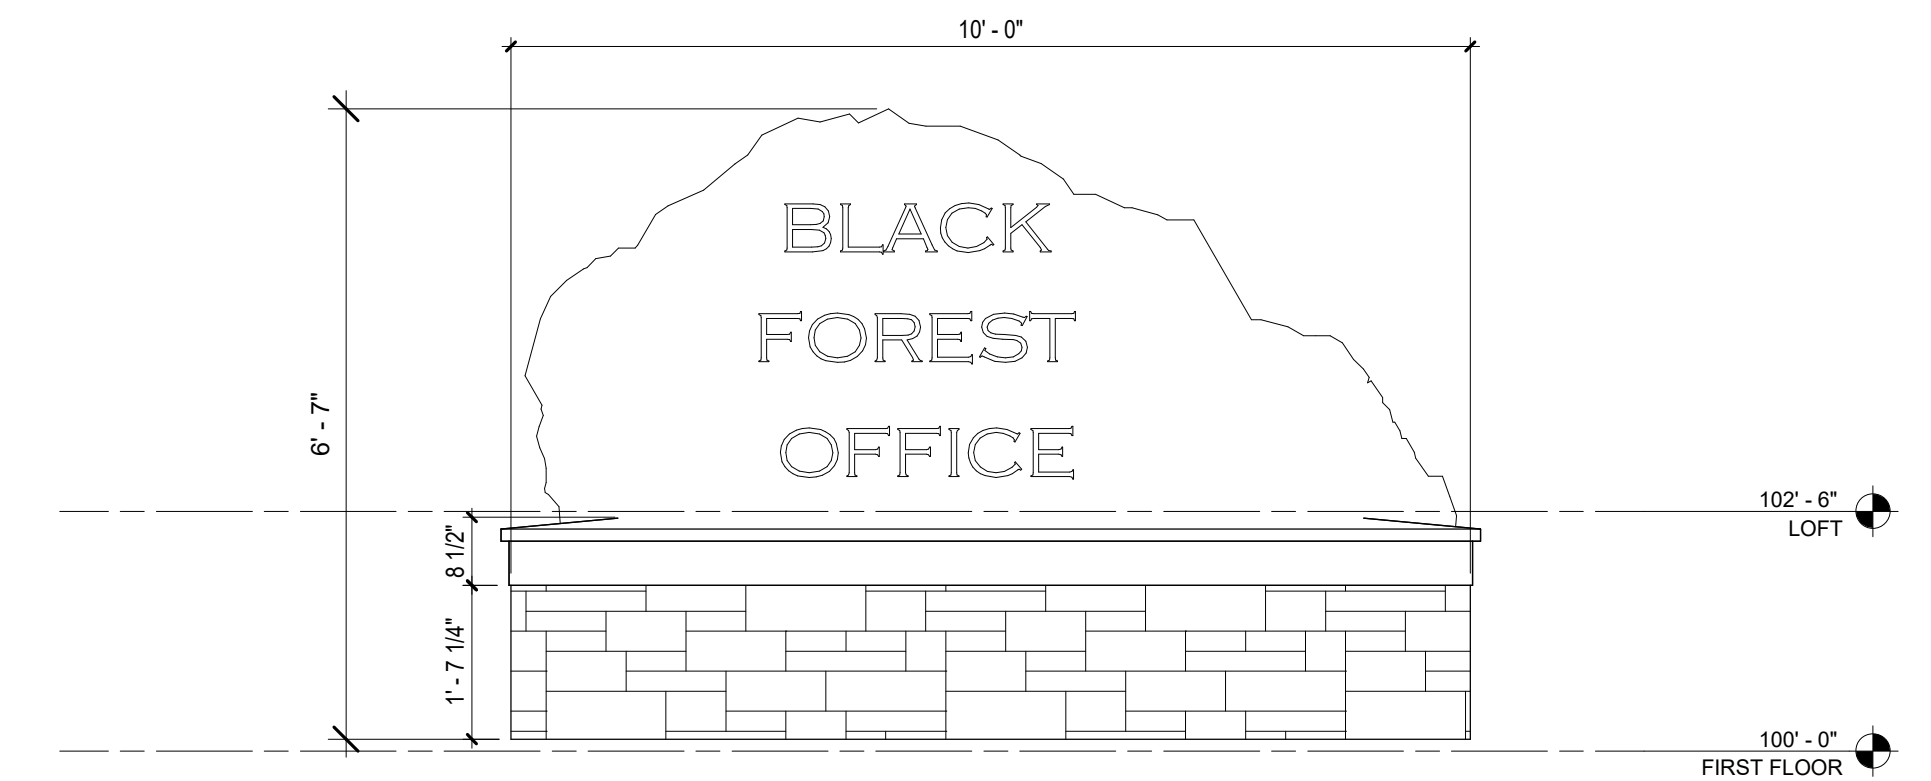 10' - 0"
BLACK
FOREST
OFFICE
6' - 7"
8 1/2"
1' - 7 1/4"
102' - 6"
LOFT
100' - 0"
FIRST FLOOR